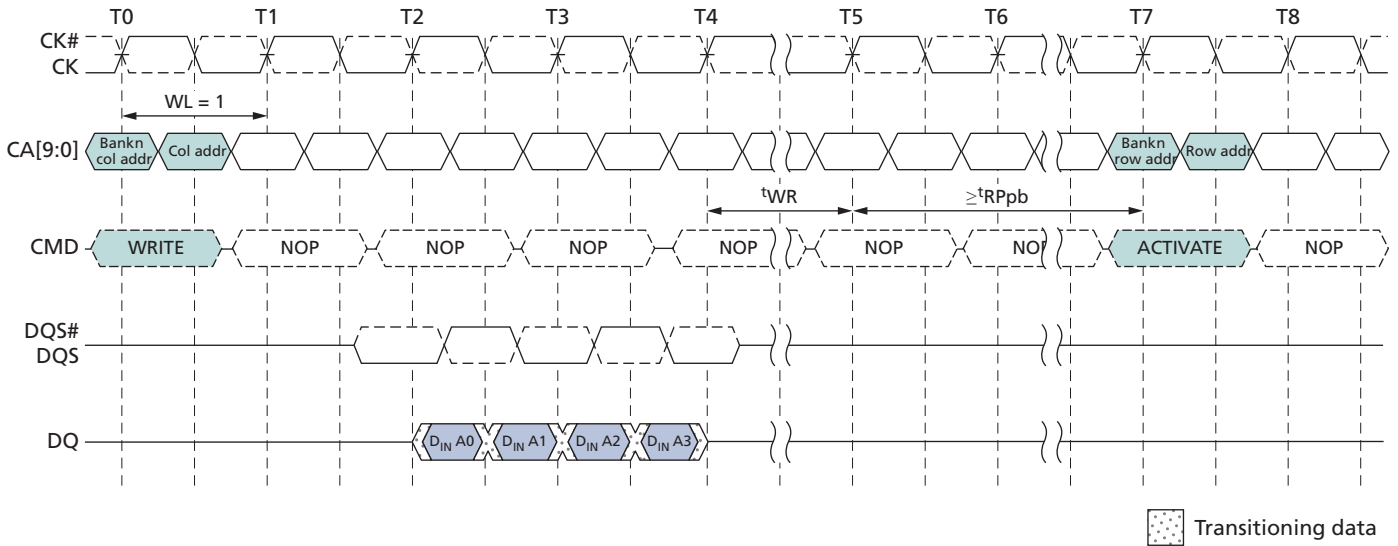 T0 T1 T2 T3 T4 T5 T6 T7 T8
CK#
CK
WL = 1
CA[9:0] Bankn col addr Col addr Bankn row addr Row addr
tWR ≥tRPpb
CMD WRITE NOP NOP NOP NOP NOP NOP ACTIVATE NOP
DQS#
DQS
DQ DIN A0 DIN A1 DIN A2 DIN A3
Transitioning data